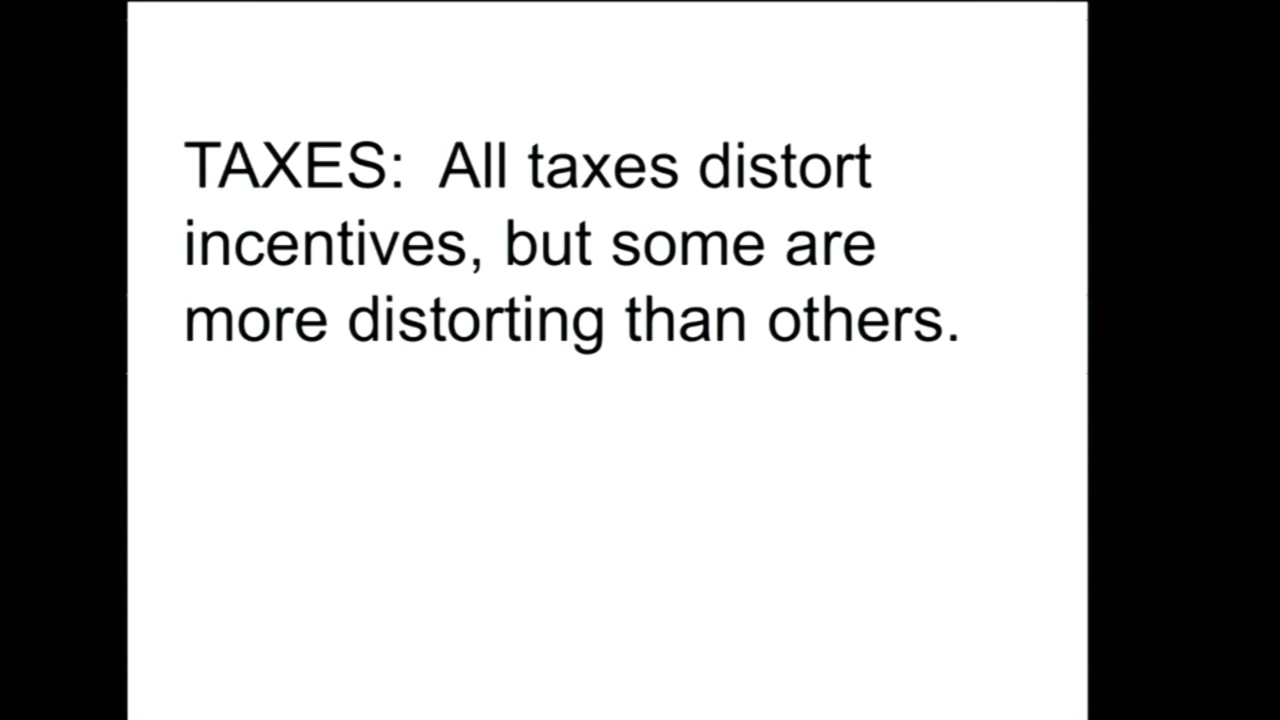 TAXES:  All taxes distort
incentives, but some are
more distorting than others.